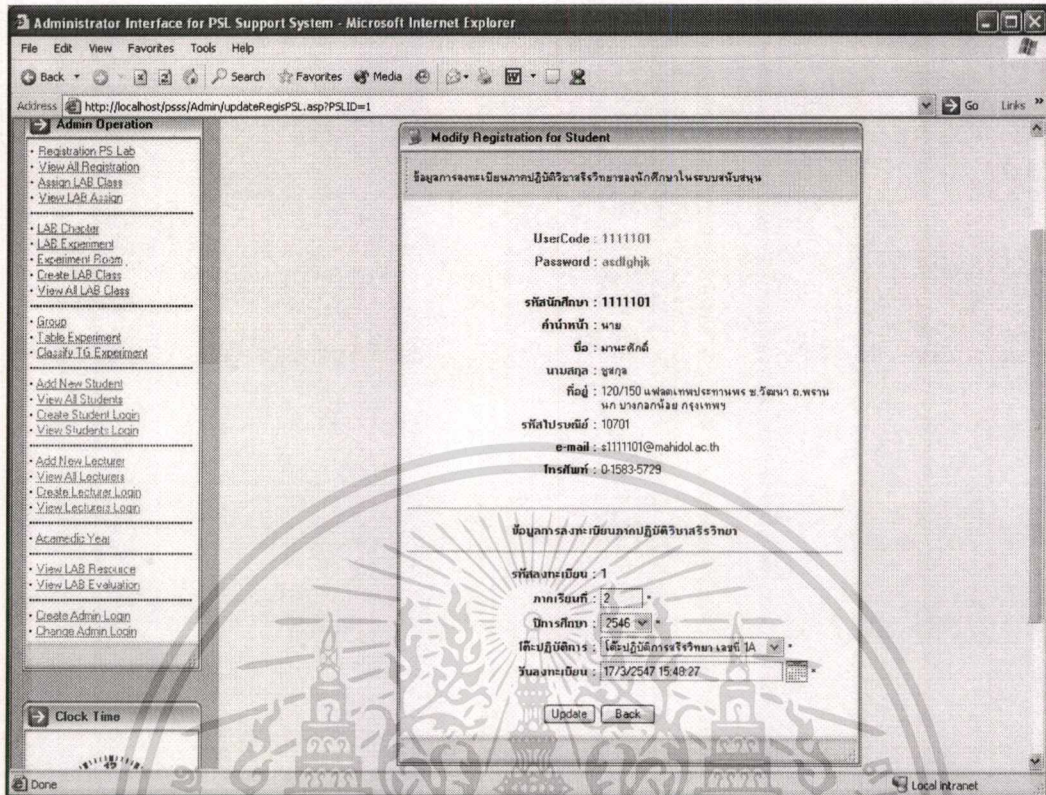 Administrator Interface for PSL Support System - Microsoft Internet Explorer
File Edit View Favorites Tools Help
Back Search Favorites Media
Address http://localhost/psss/Admin/updateRegisPSL.asp?PSLID=1 Go Links »
Admin Operation
• Registration PS Lab
• View All Registration
• Assign LAB Class
• View LAB Assign
• LAB Chapter
• LAB Experiment
• Experiment Room
• Create LAB Class
• View All LAB Class
• Group
• Table Experiment
• Classify TG Experiment
• Add New Student
• View All Students
• Create Student Login
• View Students Login
• Add New Lecturer
• View All Lecturers
• Create Lecturer Login
• View Lecturers Login
• Acamedic Year
• View LAB Resource
• View LAB Evaluation
• Create Admin Login
• Change Admin Login
Clock Time
Modify Registration for Student
ข้อมูลการลงทะเบียนภาคปฏิบัติวิชาสรีรวิทยาของนักศึกษาในระบบสนับสนุน
UserCode : 1111101
Password : asdfghjk
รหัสนักศึกษา : 1111101
คำนำหน้า : นาย
ชื่อ : มานะศักดิ์
นามสกุล : ชูสกุล
ที่อยู่ : 120/150 แฟลตเทพประทานพร ซ.วัฒนา ถ.พราน
นก บางกอกน้อย กรุงเทพฯ
รหัสไปรษณีย์ : 10701
e-mail : s1111101@mahidol.ac.th
โทรศัพท์ : 0-1583-5729
ข้อมูลการลงทะเบียนภาคปฏิบัติวิชาสรีรวิทยา
รหัสลงทะเบียน : 1
ภาคเรียนที่ : 2 *
ปีการศึกษา : 2546 *
โต๊ะปฏิบัติการ : โต๊ะปฏิบัติการสรีรวิทยา เลขที่ 1A *
วันลงทะเบียน : 17/3/2547 15:48:27 *
Update Back
Done Local intranet